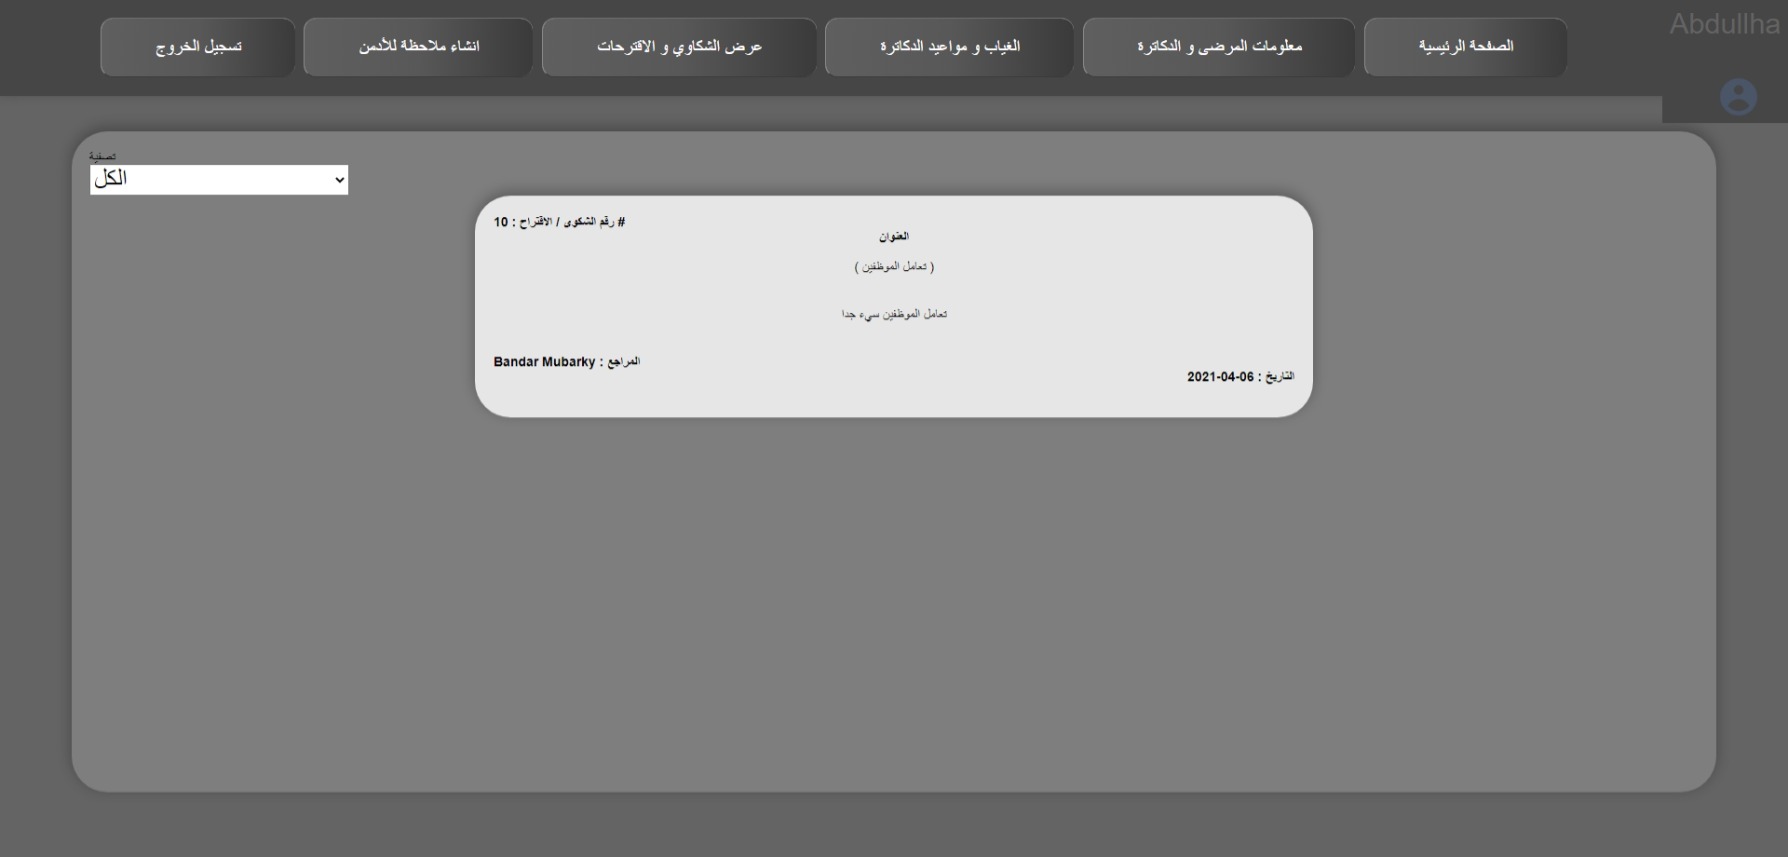 Abdullha
الصفحة الرئيسية
معلومات المرضى و الدكاترة
الغياب و مواعيد الدكاترة
عرض الشكاوي و الاقترحات
انشاء ملاحظة للأدمن
تسجيل الخروج
تصفية
الكل
# رقم الشكوى / الاقتراح : 10
العنوان
( تعامل الموظفين )
تعامل الموظفين سيء جدا
المراجع : Bandar Mubarky
التاريخ : 2021-04-06